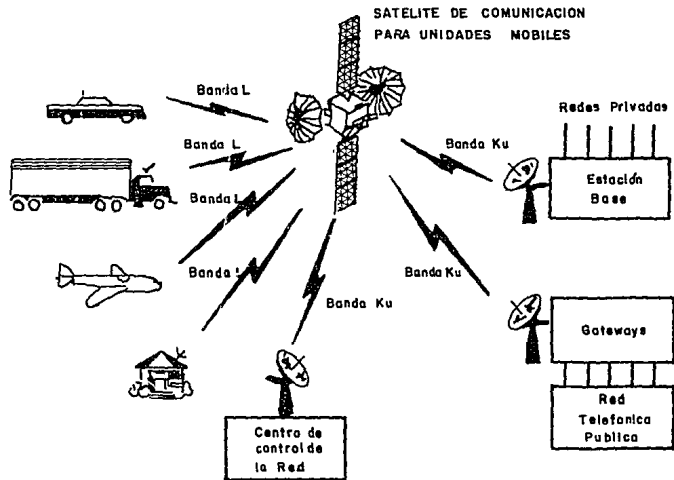 SATELITE DE COMUNICACION
PARA UNIDADES MOBILES
Banda L
Banda L
Banda L
Banda L
Banda Ku
Banda Ku
Banda Ku
Redes Privadas
Estación
Base
Gateways
Red
Telefonica
Publica
Centro de
control de
la Red